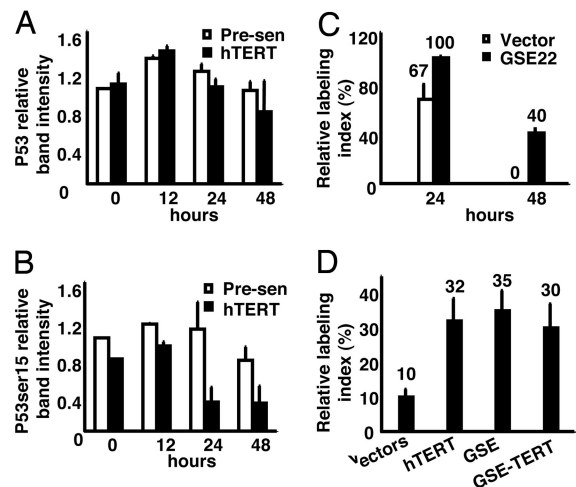 A
P53 relative
band intensity
1.6
1.2
0.8
0.4
0
Pre-sen
hTERT
0 12 24 48
hours
C
Relative labeling
index (%)
120
80
40
0
67
100
0
40
Vector
GSE22
24 48
hours
B
P53ser15 relative
band intensity
1.6
1.2
0.8
0.4
0
Pre-sen
hTERT
0 12 24 48
hours
D
Relative labeling
index (%)
40
30
20
10
0
10
32
35
30
vectors
hTERT
GSE
GSE-TERT